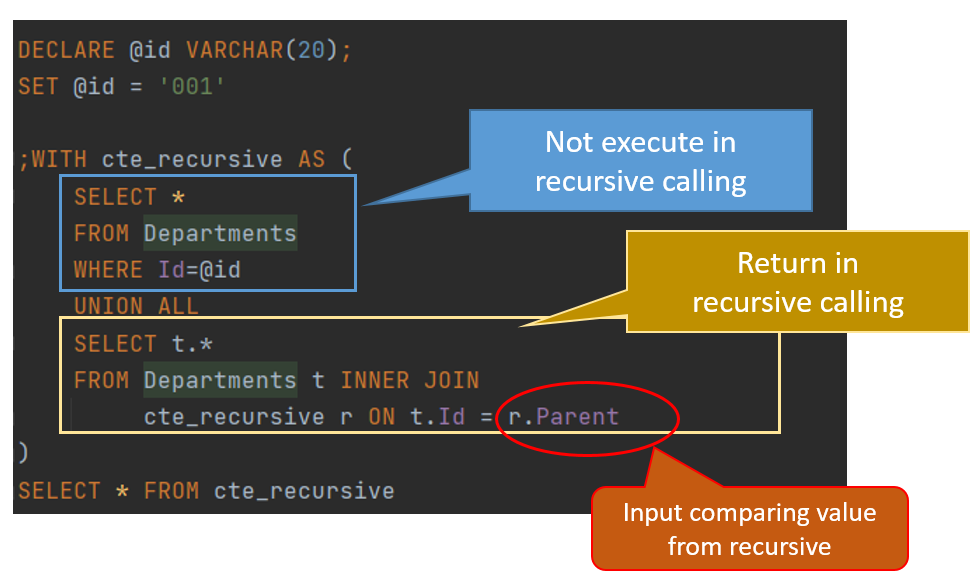 DECLARE @id VARCHAR(20);
SET @id = '001'
;WITH cte_recursive AS (
SELECT *
FROM Departments
WHERE Id=@id
UNION ALL
SELECT t.*
FROM Departments t INNER JOIN
cte_recursive r ON t.Id = r.Parent
)
SELECT * FROM cte_recursive
Not execute in
recursive calling
Return in
recursive calling
Input comparing value
from recursive